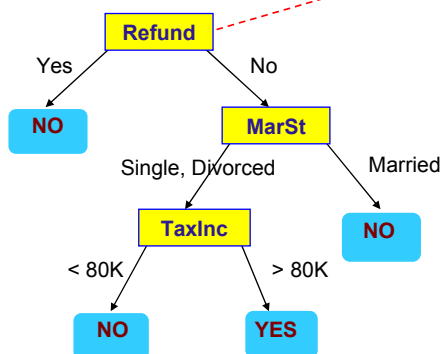 Refund
Yes
No
NO
MarSt
Single, Divorced
Married
TaxInc
NO
< 80K
> 80K
NO
YES